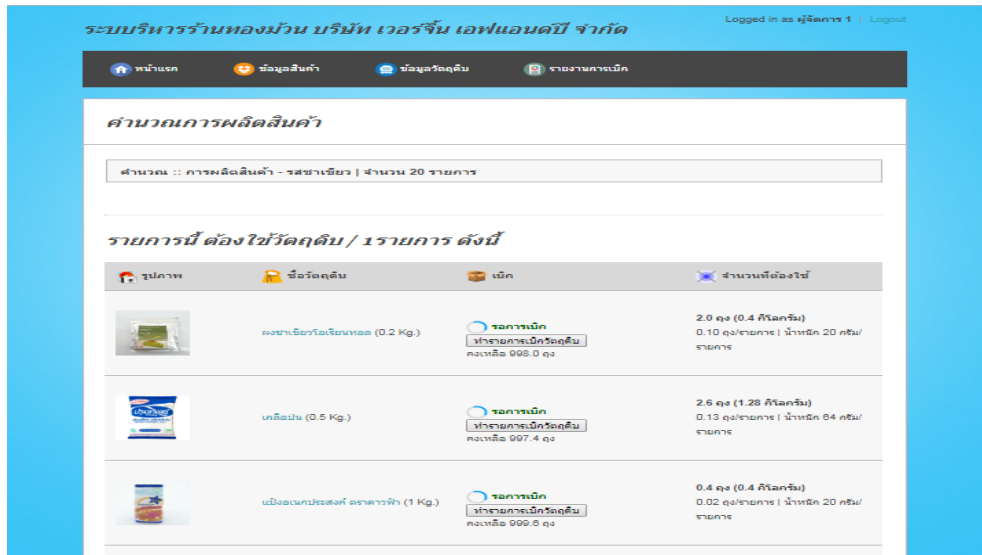 ระบบริหารร้านทองม้วน บริษัท เวอร์จิ้น เอฟแอนด์บี จำกัด
Logged in as ผู้จัดการ 1 | Logout
หน้าแรก ข้อมูลสินค้า ข้อมูลวัตถุดิบ รายงานการเบิก
คำนวณการผลิตสินค้า
คำนวณ :: การผลิตสินค้า - รสชาเขียว | จำนวน 20 รายการ
รายการนี้ ต้องใช้วัตถุดิบ / 1รายการ ดังนี้
รูปภาพ ชื่อวัตถุดิบ เบิก จำนวนที่ต้องใช้
ผงชาเขียวโอเรียนทอล (0.2 Kg.)
รอการเบิก
ทำรายการเบิกวัตถุดิบ
คงเหลือ 998.0 ถุง
2.0 ถุง (0.4 กิโลกรัม)
0.10 ถุง/รายการ | น้ำหนัก 20 กรัม/
รายการ
เกลือป่น (0.5 Kg.)
รอการเบิก
ทำรายการเบิกวัตถุดิบ
คงเหลือ 997.4 ถุง
2.6 ถุง (1.28 กิโลกรัม)
0.13 ถุง/รายการ | น้ำหนัก 64 กรัม/
รายการ
แป้งอเนกประสงค์ ตราดาวฟ้า (1 Kg.)
รอการเบิก
ทำรายการเบิกวัตถุดิบ
คงเหลือ 999.6 ถุง
0.4 ถุง (0.4 กิโลกรัม)
0.02 ถุง/รายการ | น้ำหนัก 20 กรัม/
รายการ